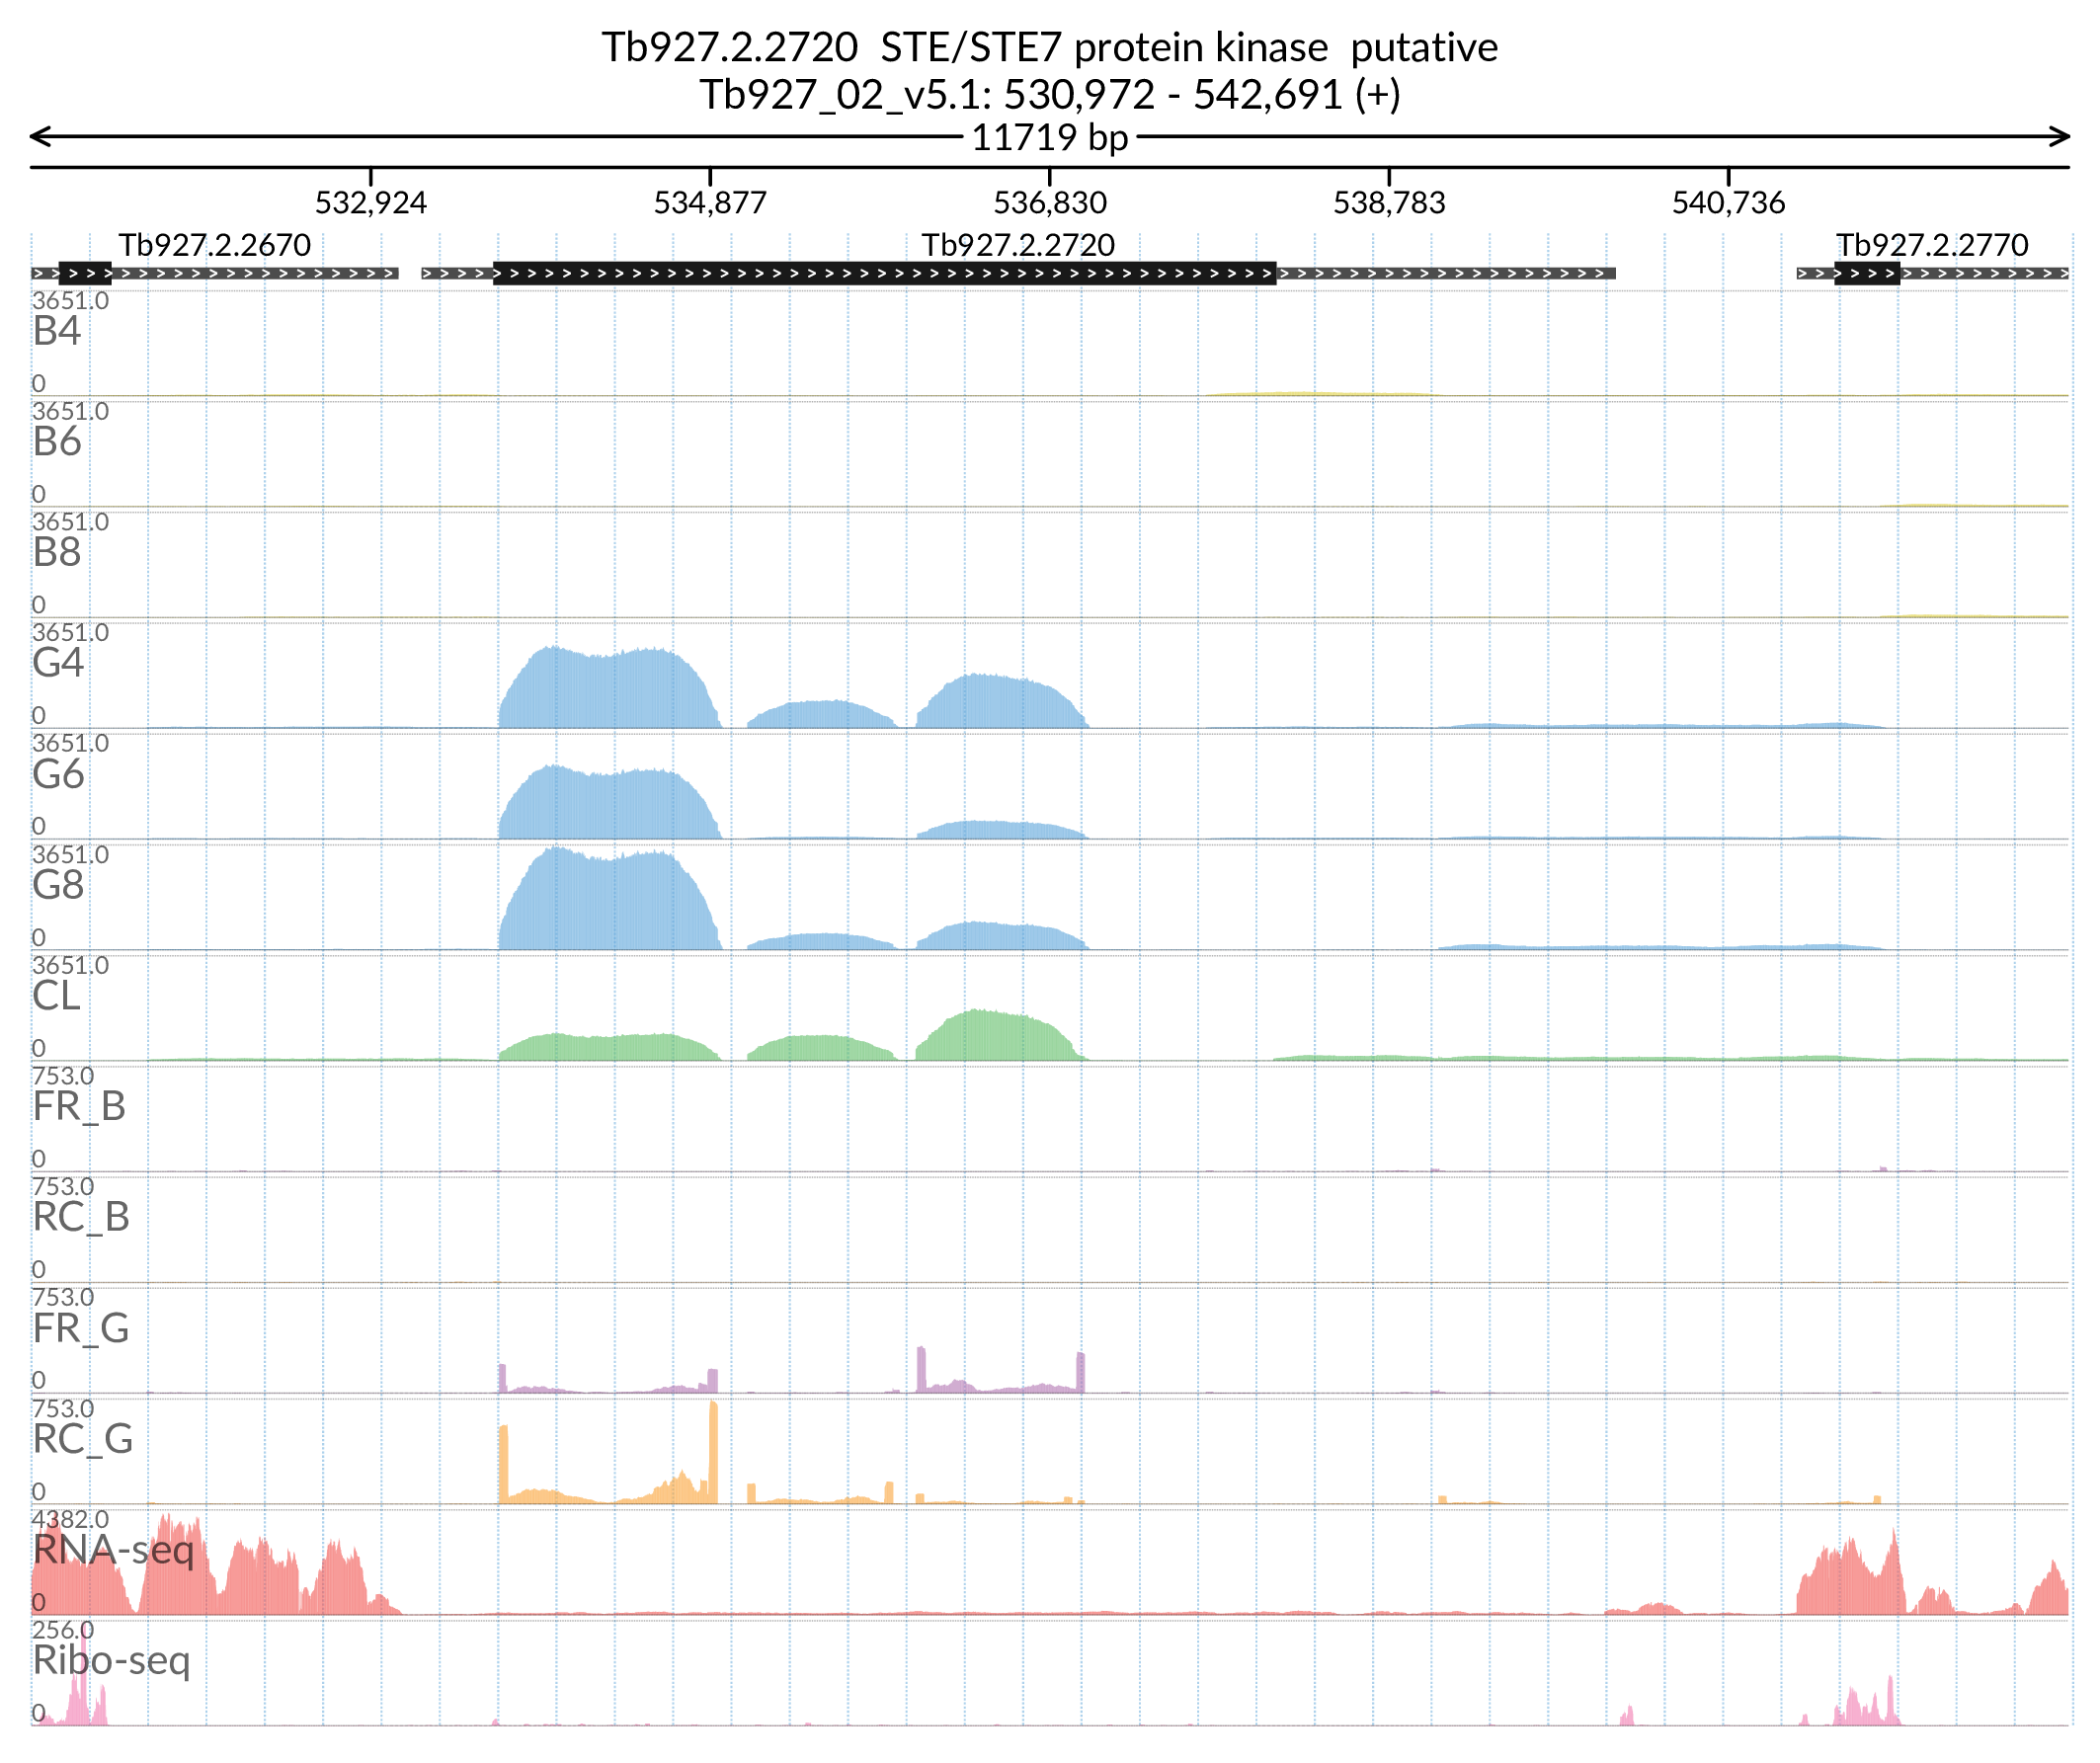 Tb927.2.2720 STE/STE7 protein kinase putative
Tb927_02_v5.1: 530,972 - 542,691 (+)
11719 bp
532,924 534,877 536,830 538,783 540,736
Tb927.2.2670 Tb927.2.2720 Tb927.2.2770
3651.0
B4
0
3651.0
B6
0
3651.0
B8
0
3651.0
G4
0
3651.0
G6
0
3651.0
G8
0
3651.0
CL
0
753.0
FR_B
0
753.0
RC_B
0
753.0
FR_G
0
753.0
RC_G
0
4382.0
RNA-seq
0
256.0
Ribo-seq
0